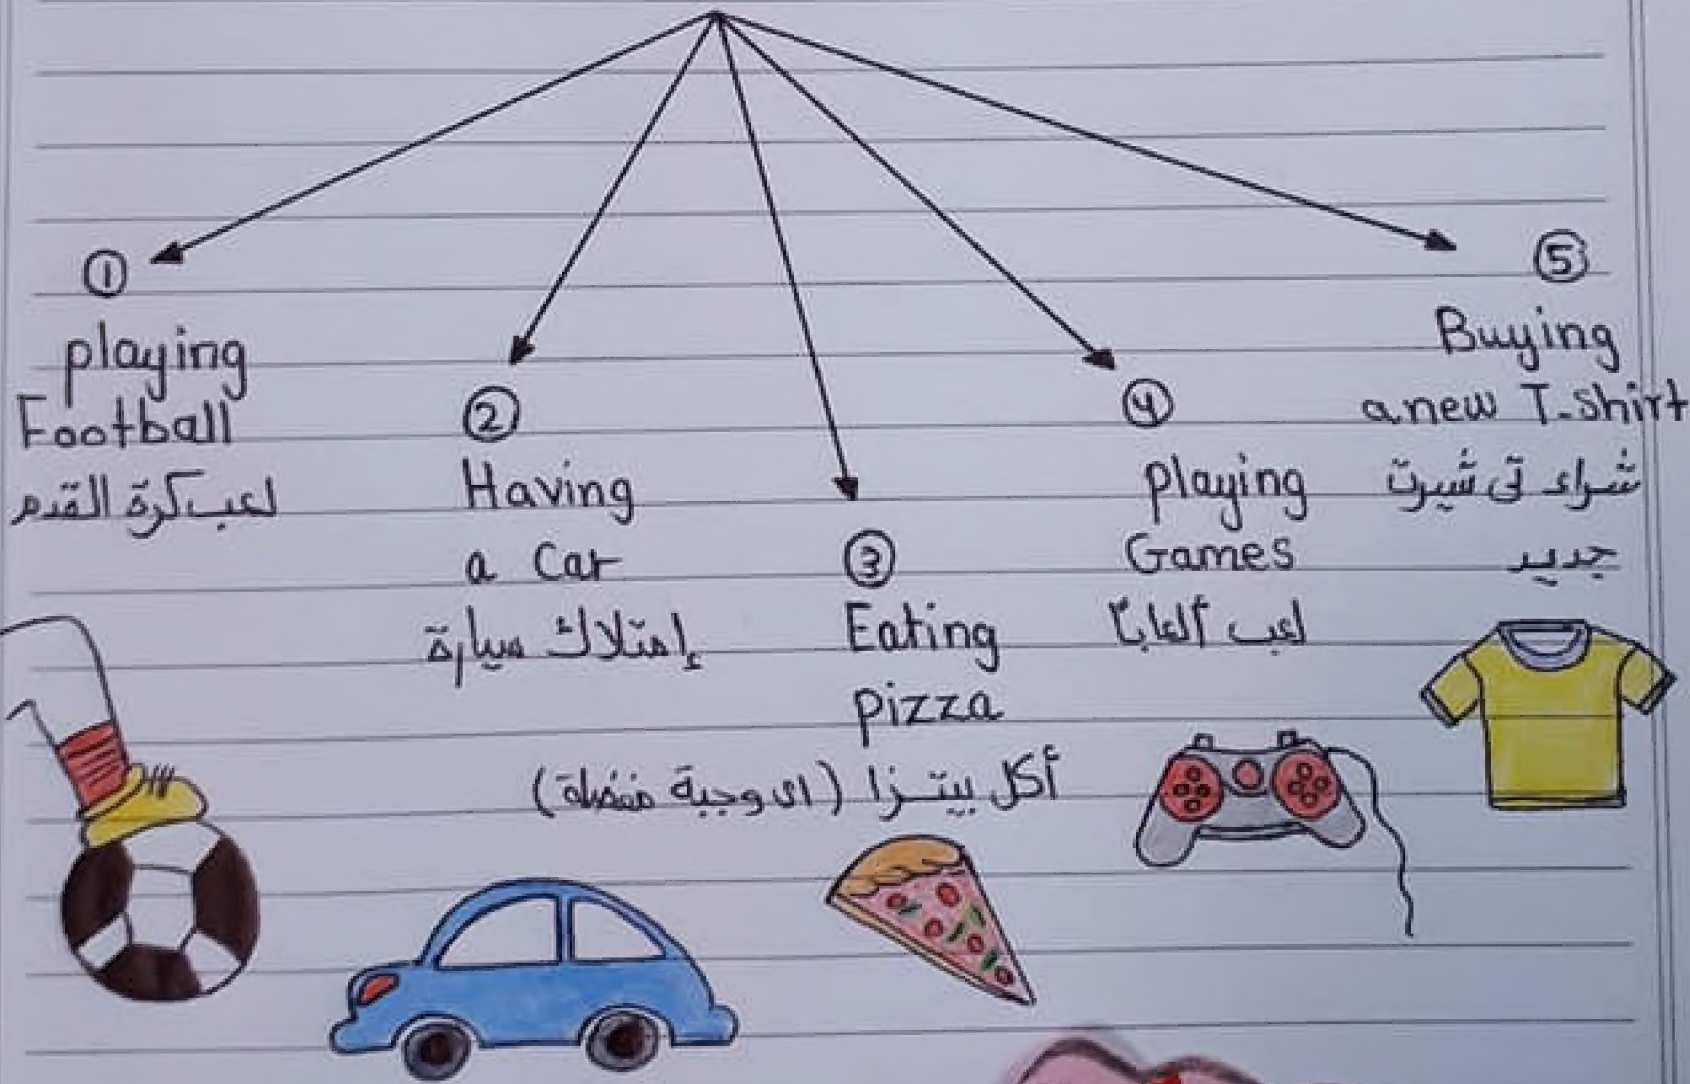 ①
playing
Football
لعب كرة القدم
②
Having
a Car
إمتلاك سيارة
③
Eating
pizza
أكل بيتزا (اى وجبة مفضلة)
④
playing
Games
لعب ألعاباً
⑤
Buying
a new T-shirt
شراء تى شيرت
جديد